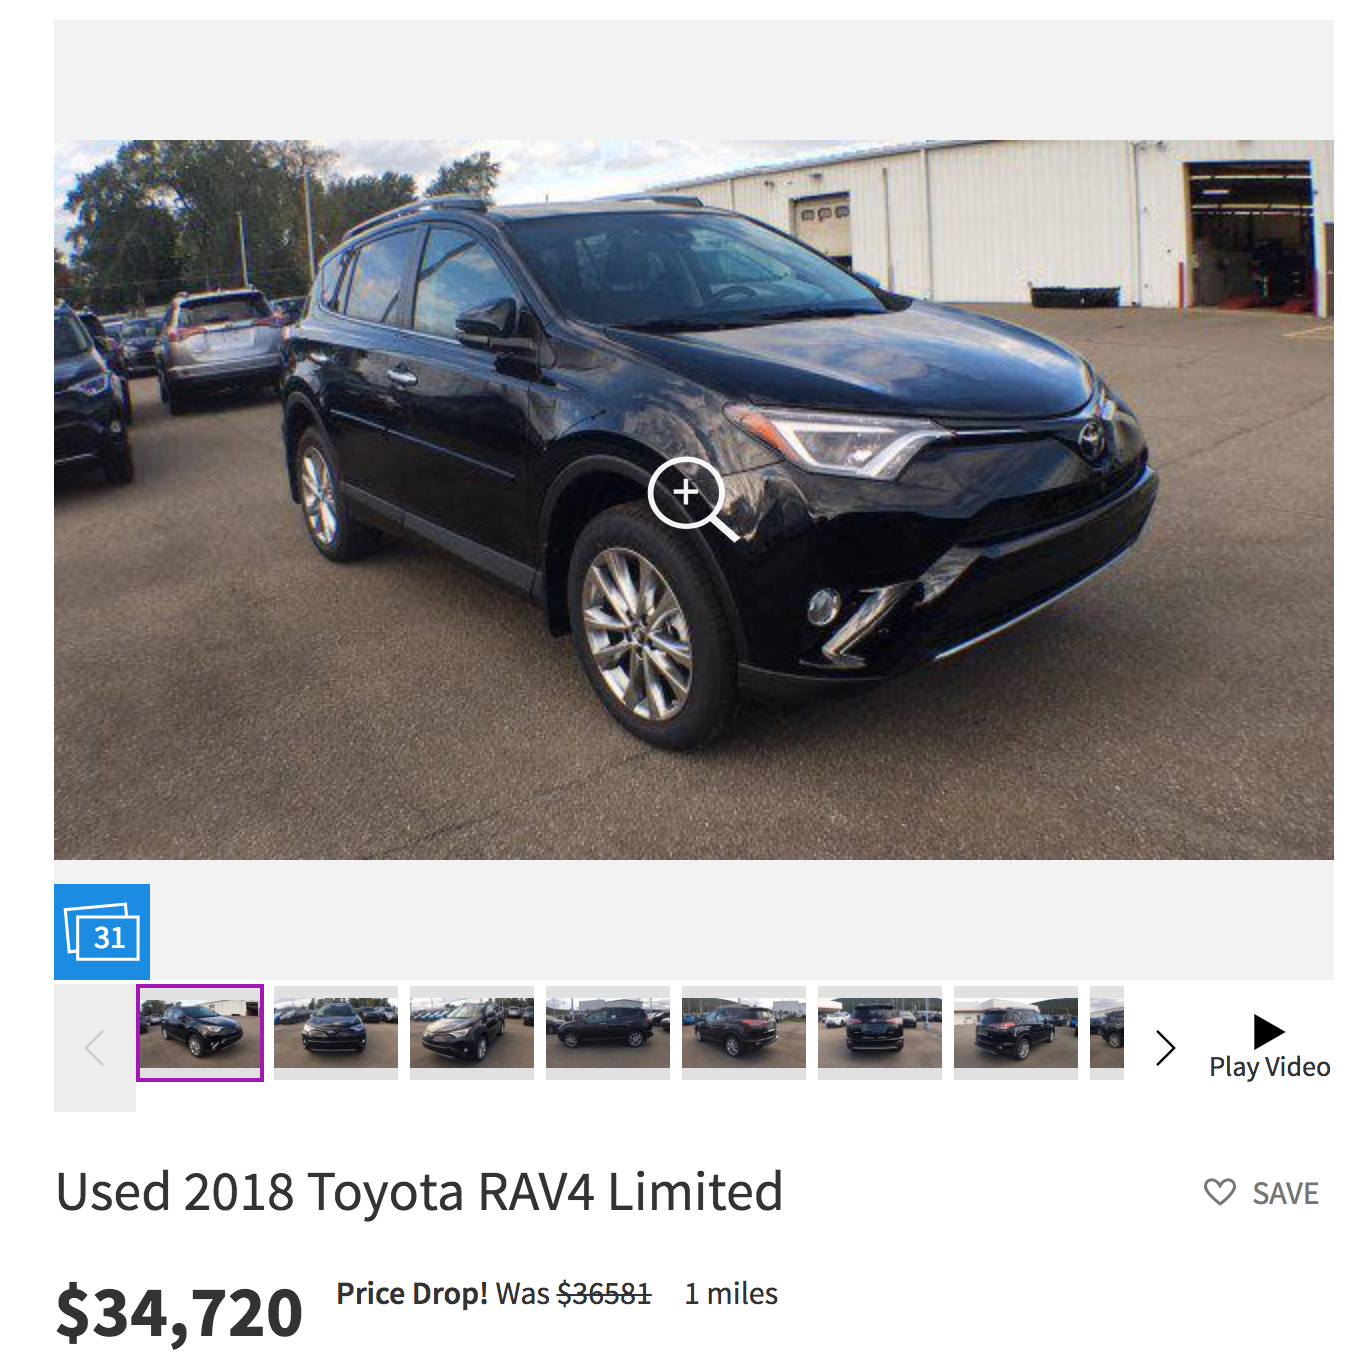 31
Play Video
Used 2018 Toyota RAV4 Limited
SAVE
$34,720
Price Drop! Was $36581 1 miles